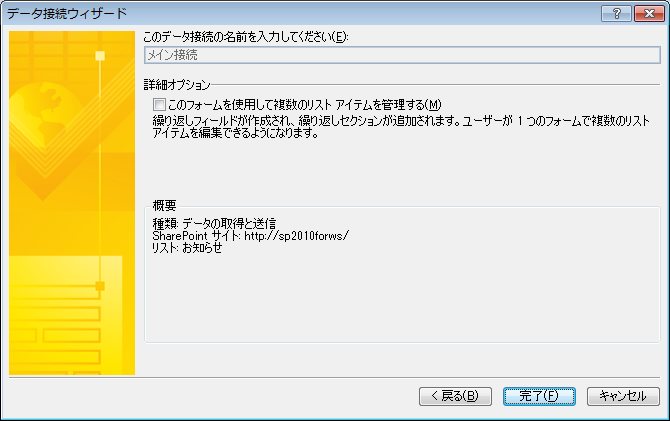 データ接続ウィザード
このデータ接続の名前を入力してください(E):
メイン接続
詳細オプション
このフォームを使用して複数のリスト アイテムを管理する(M)
繰り返しフィールドが作成され、繰り返しセクションが追加されます。ユーザーが 1 つのフォームで複数のリスト
アイテムを編集できるようになります。
概要
種類: データの取得と送信
SharePoint サイト: http://sp2010forws/
リスト: お知らせ
< 戻る(B)
完了(F)
キャンセル